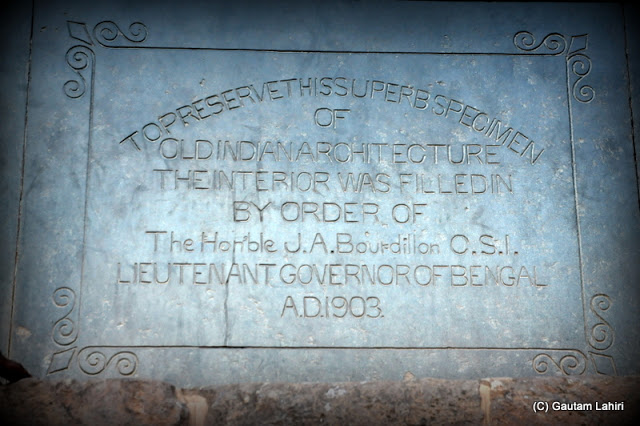 TO PRESERVE THIS SUPERB SPECIMEN
OF
OLD INDIAN ARCHITECTURE
THE INTERIOR WAS FILLED IN
BY ORDER OF
The Hon'ble J.A. Bourdillon C.S.I.
LIEUTENANT GOVERNOR OF BENGAL
A.D. 1903.
(C) Gautam Lahiri